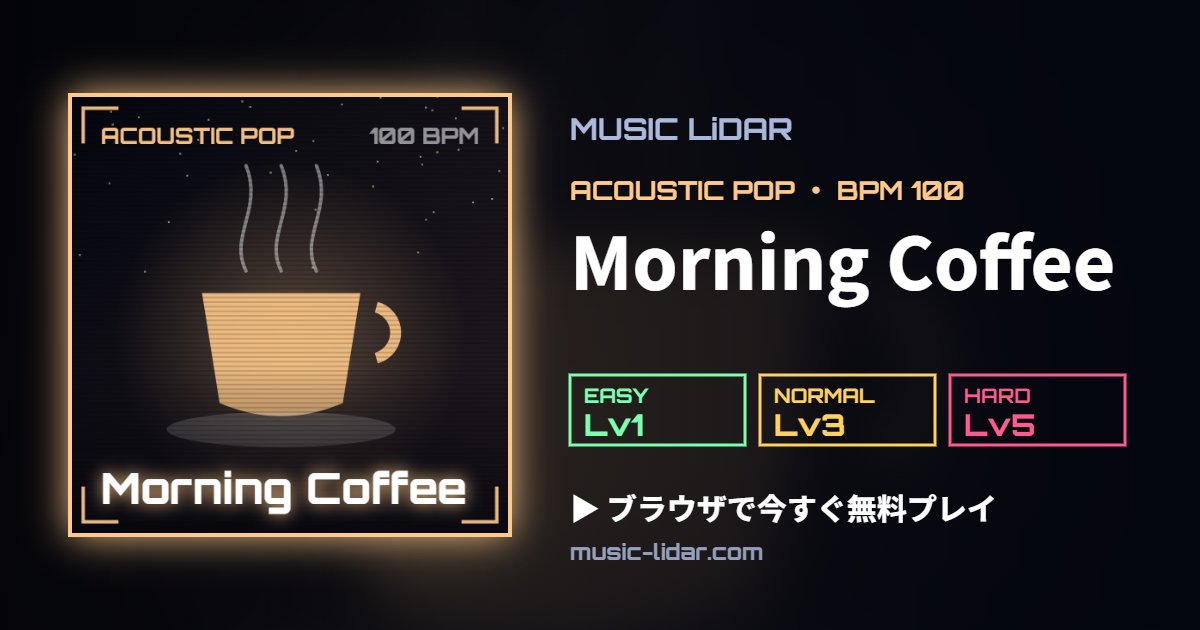 ACOUSTIC POP 100 BPM
Morning Coffee
MUSIC LiDAR
ACOUSTIC POP • BPM 100
Morning Coffee
EASY NORMAL HARD
Lv1 Lv3 Lv5
▶ ブラウザで今すぐ無料プレイ
music-lidar.com